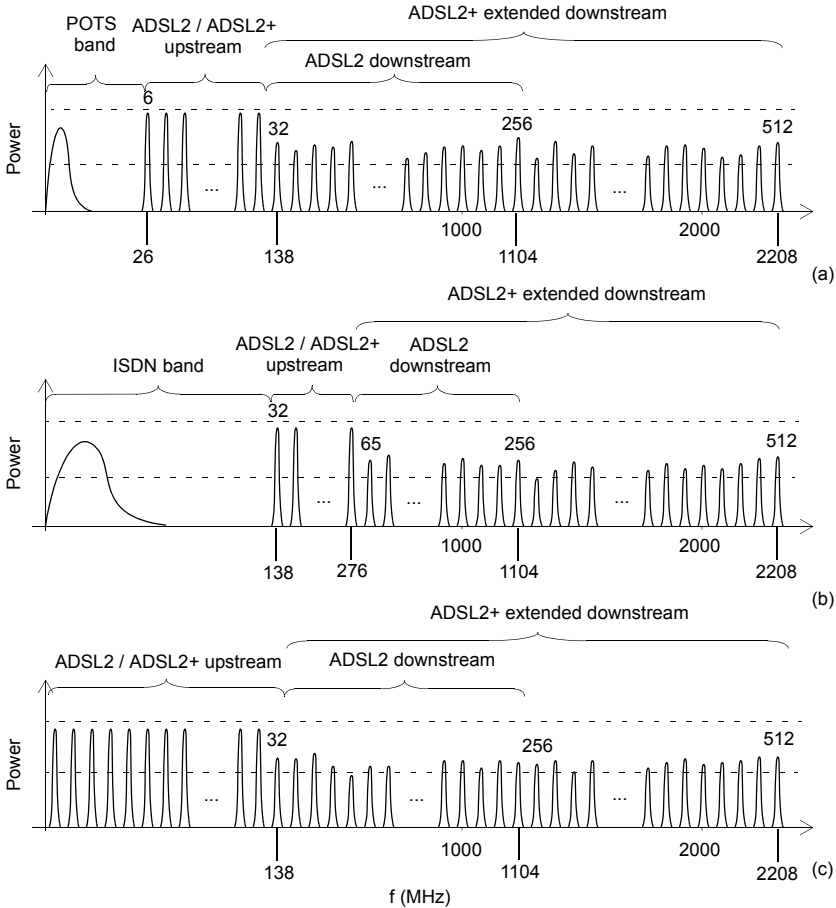 ADSL2+ extended downstream
POTS
band
ADSL2 / ADSL2+
upstream
ADSL2 downstream
6
32
256
512
Power
...
...
...
1000
2000
26
138
1104
2208
(a)
ADSL2+ extended downstream
ISDN band
ADSL2 / ADSL2+
upstream
ADSL2
downstream
32
65
256
512
Power
...
...
...
1000
2000
138
276
1104
2208
(b)
ADSL2+ extended downstream
ADSL2 / ADSL2+ upstream
ADSL2 downstream
32
256
512
Power
...
...
...
1000
2000
138
1104
2208
(c)
f (MHz)